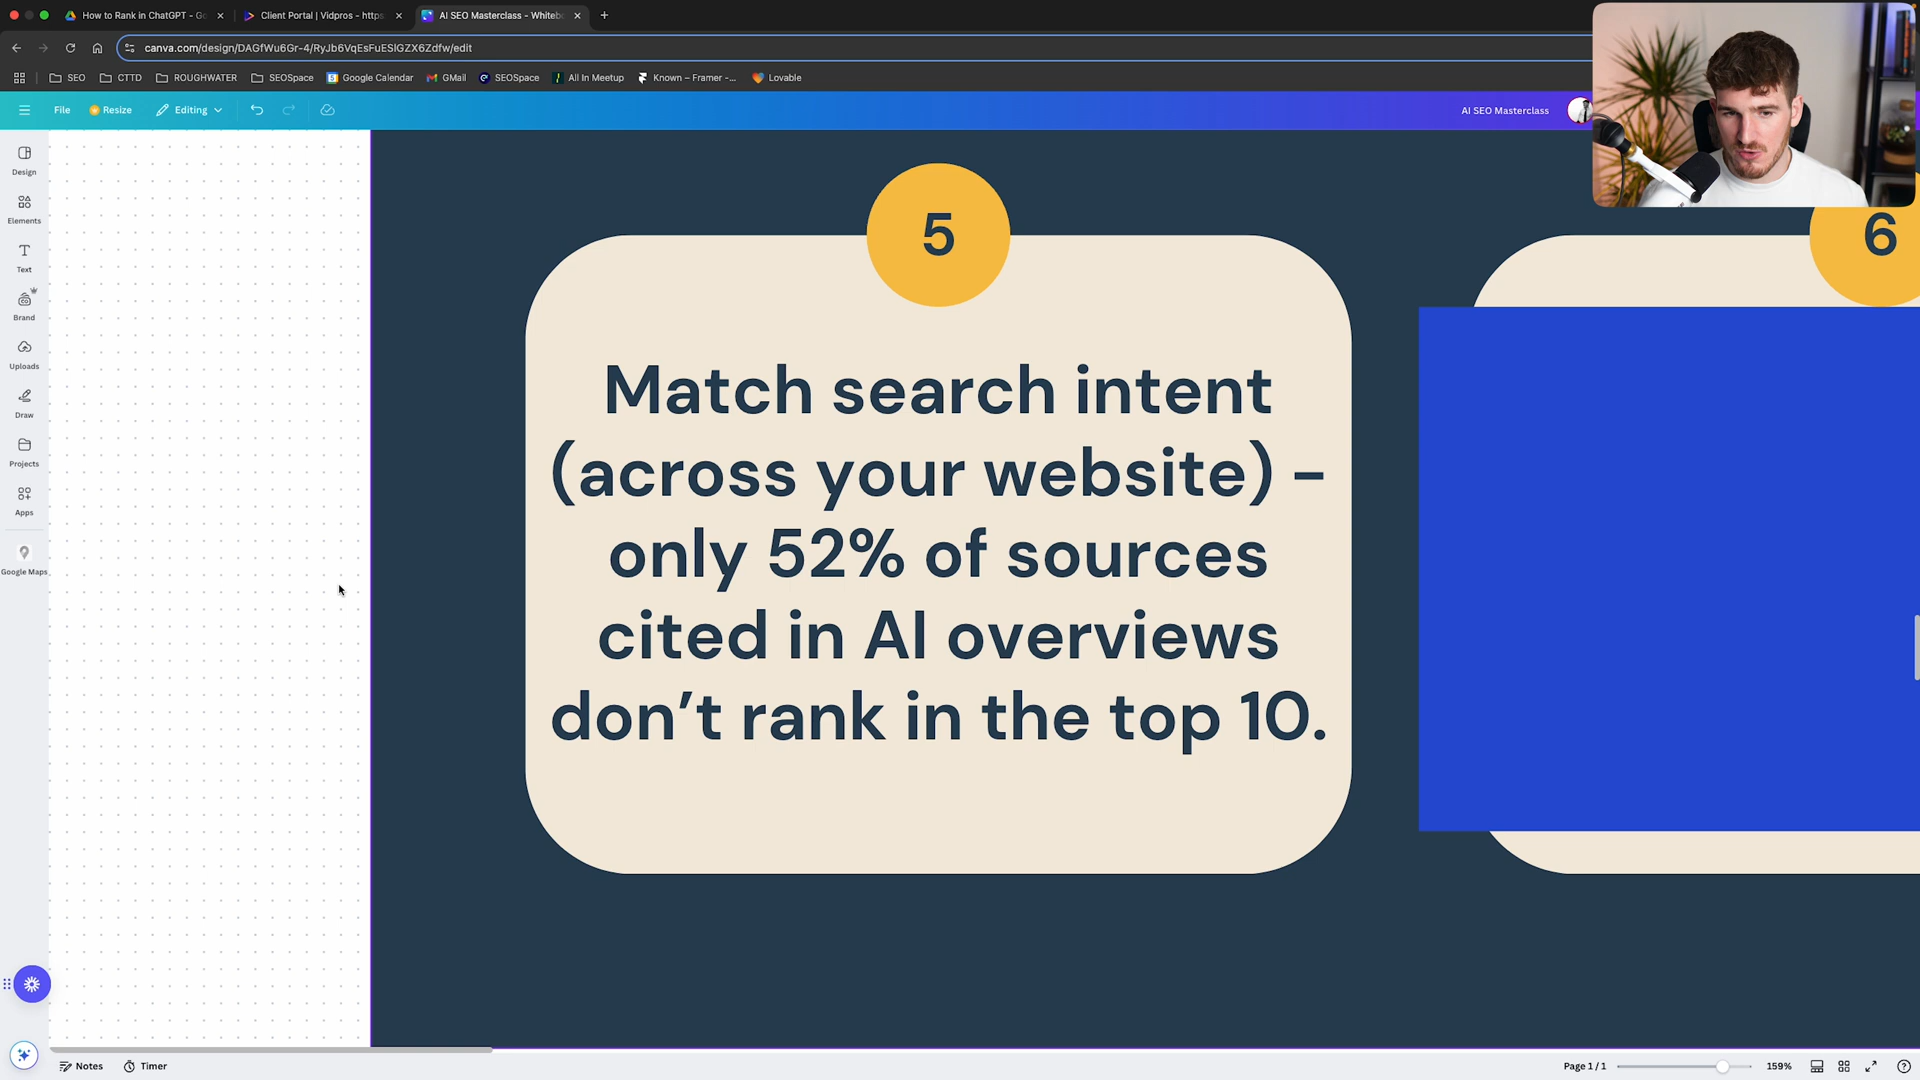 How to Rank in ChatGPT - Go
Client Portal | Vidpros - https
AI SEO Masterclass - Whitebo
canva.com/design/DAGfWu6Gr-4/RyJb6VqEsFuESlGZX6Zdfw/edit
SEO
CTTD
ROUGHWATER
SEOSpace
Google Calendar
GMail
SEOSpace
All In Meetup
Known – Framer -...
Lovable
File
Resize
Editing
AI SEO Masterclass
Design
Elements
Text
Brand
Uploads
Draw
Projects
Apps
Google Maps
5
Match search intent
(across your website) –
only 52% of sources
cited in AI overviews
don’t rank in the top 10.
6
Notes
Timer
Page 1 / 1
159%